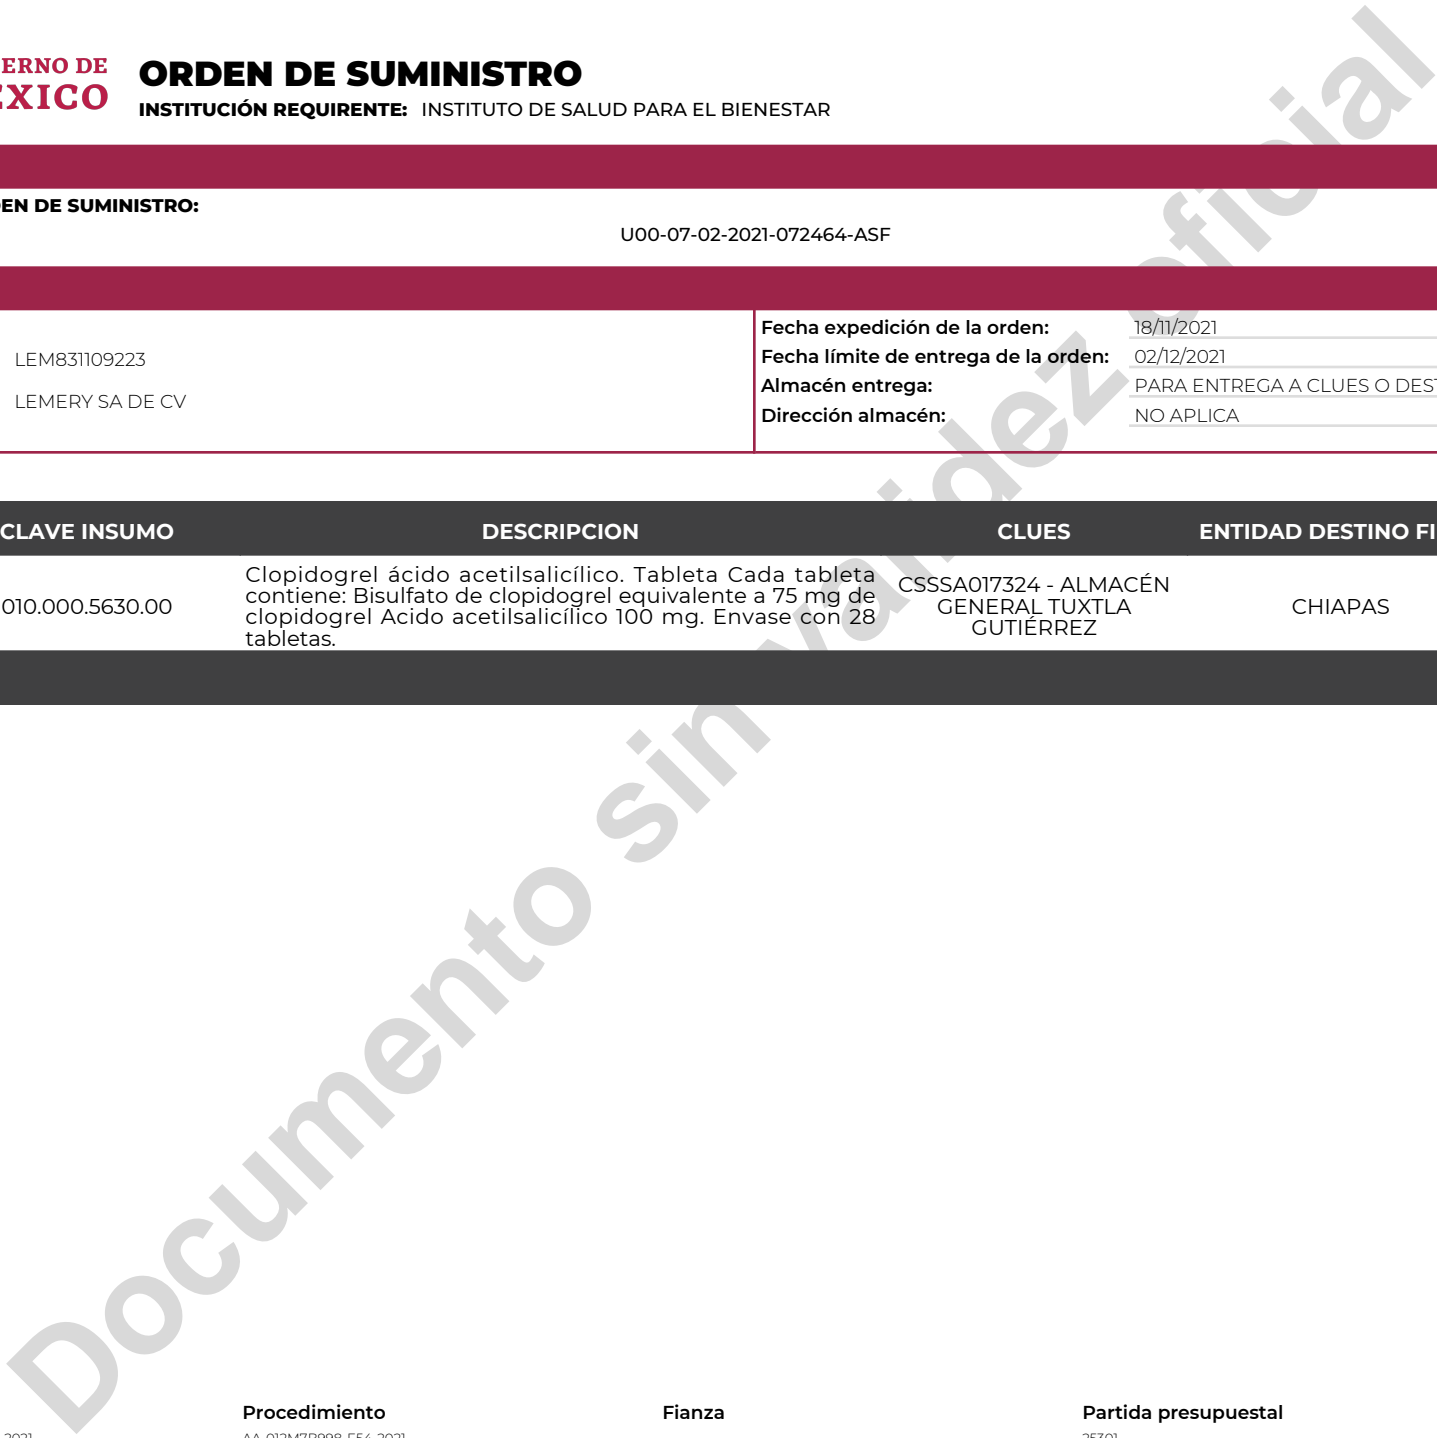 ERNO DE
EXICO
ORDEN DE SUMINISTRO
INSTITUCIÓN REQUIRENTE: INSTITUTO DE SALUD PARA EL BIENESTAR
EN DE SUMINISTRO:
U00-07-02-2021-072464-ASF
LEM831109223
LEMERY SA DE CV
Fecha expedición de la orden: 18/11/2021
Fecha límite de entrega de la orden: 02/12/2021
Almacén entrega: PARA ENTREGA A CLUES O DEST
Dirección almacén: NO APLICA
CLAVE INSUMO DESCRIPCION CLUES ENTIDAD DESTINO FI
010.000.5630.00
Clopidogrel ácido acetilsalicílico. Tableta Cada tableta
contiene: Bisulfato de clopidogrel equivalente a 75 mg de
clopidogrel Acido acetilsalicílico 100 mg. Envase con 28
tabletas.
CSSSA017324 - ALMACÉN
GENERAL TUXTLA
GUTIÉRREZ
CHIAPAS
Documento sin validez oficial
Procedimiento Fianza Partida presupuestal